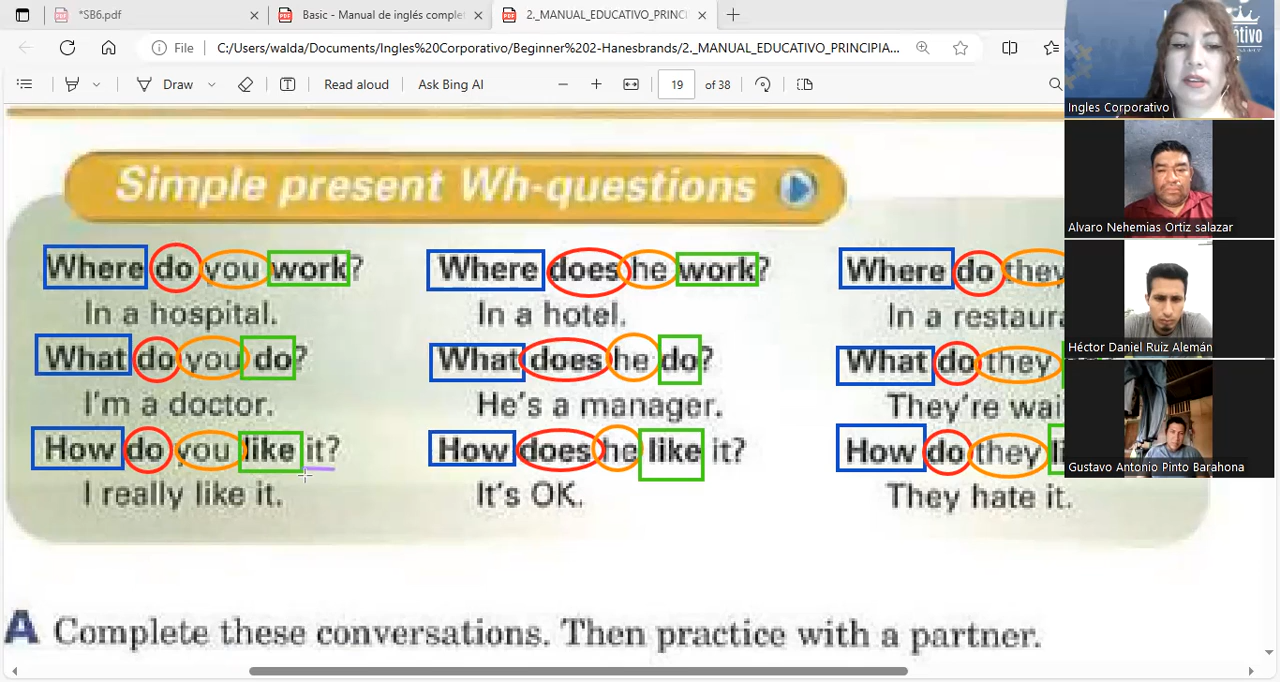 *SB6.pdf
Basic - Manual de inglés complet
2._MANUAL_EDUCATIVO_PRINCI
File C:/Users/walda/Documents/Ingles%20Corporativo/Beginner%202-Hanesbrands/2._MANUAL_EDUCATIVO_PRINCIPIA...
Draw Read aloud Ask Bing AI 19 of 38
Simple present Wh-questions
Where do you work?
In a hospital.
What do you do?
I'm a doctor.
How do you like it?
I really like it.
Where does he work?
In a hotel.
What does he do?
He's a manager.
How does he like it?
It's OK.
Where do they
In a restaura
What do they
They're wai
How do they li
They hate it.
A Complete these conversations. Then practice with a partner.
Ingles Corporativo
Alvaro Nehemias Ortiz salazar
Héctor Daniel Ruiz Alemán
Gustavo Antonio Pinto Barahona